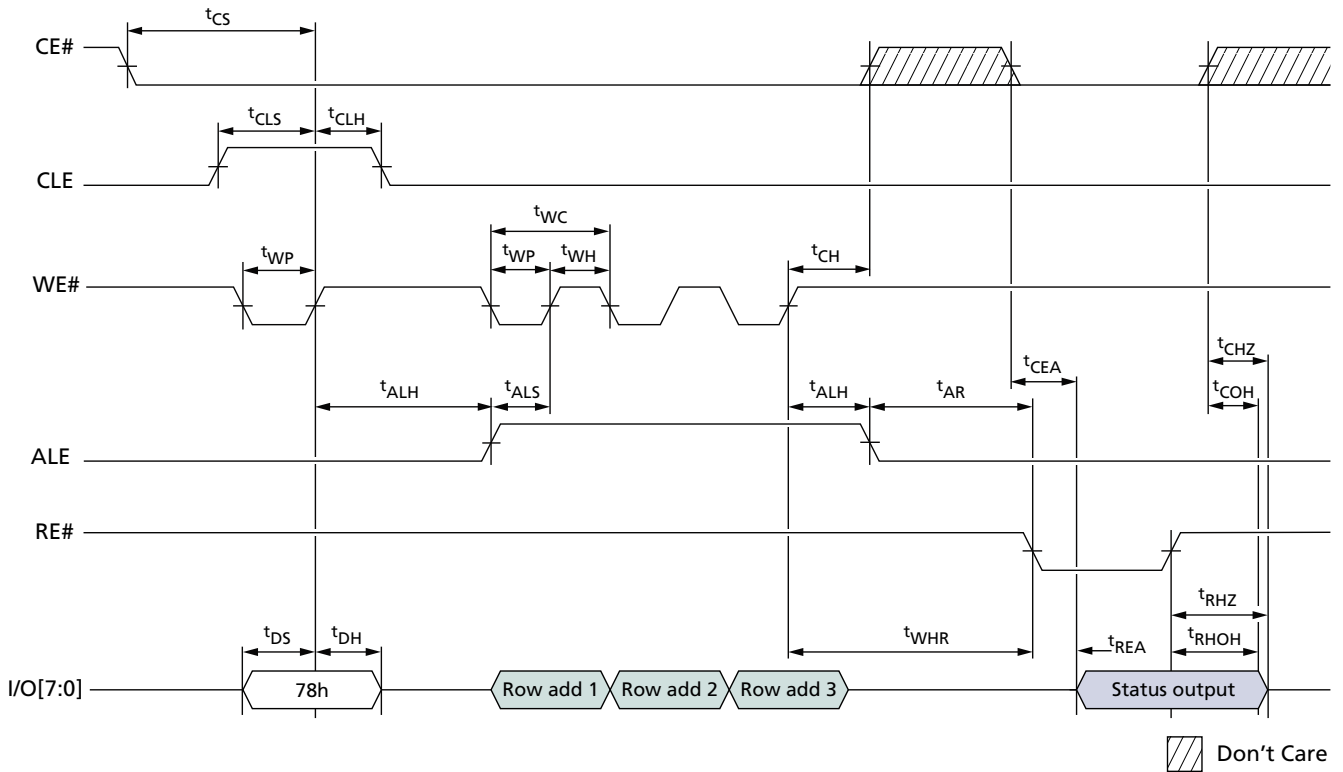 tCS
CE#
tCLS tCLH
CLE
tWC
tWP tWP tWH tCH
WE#
tCHZ
tCEA
tALH tALS tALH tAR tCOH
ALE
RE#
tRHZ
tDS tDH tWHR tREA tRHOH
I/O[7:0] 78h Row add 1 Row add 2 Row add 3 Status output
Don't Care